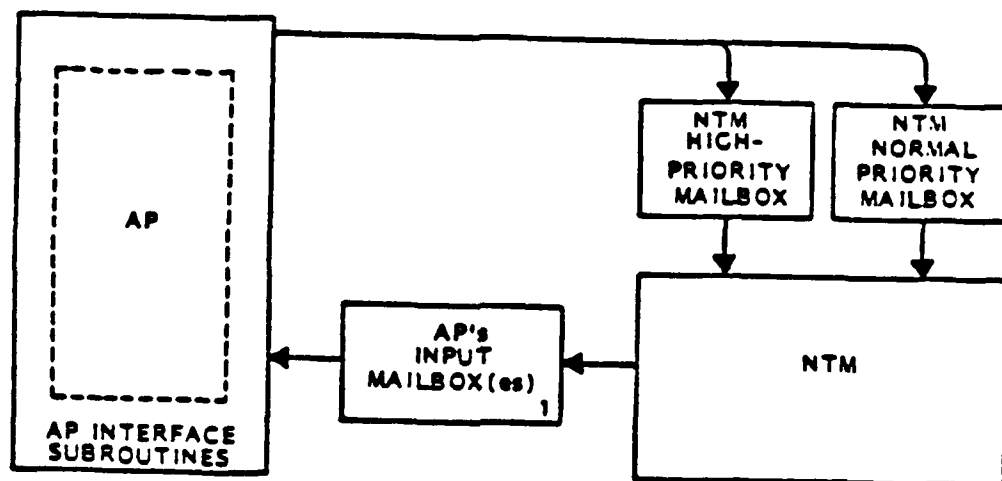 AP
AP INTERFACE
SUBROUTINES
NTM
HIGH-
PRIORITY
MAILBOX
NTM
NORMAL
PRIORITY
MAILBOX
AP's
INPUT
MAILBOX(es)
1
NTM